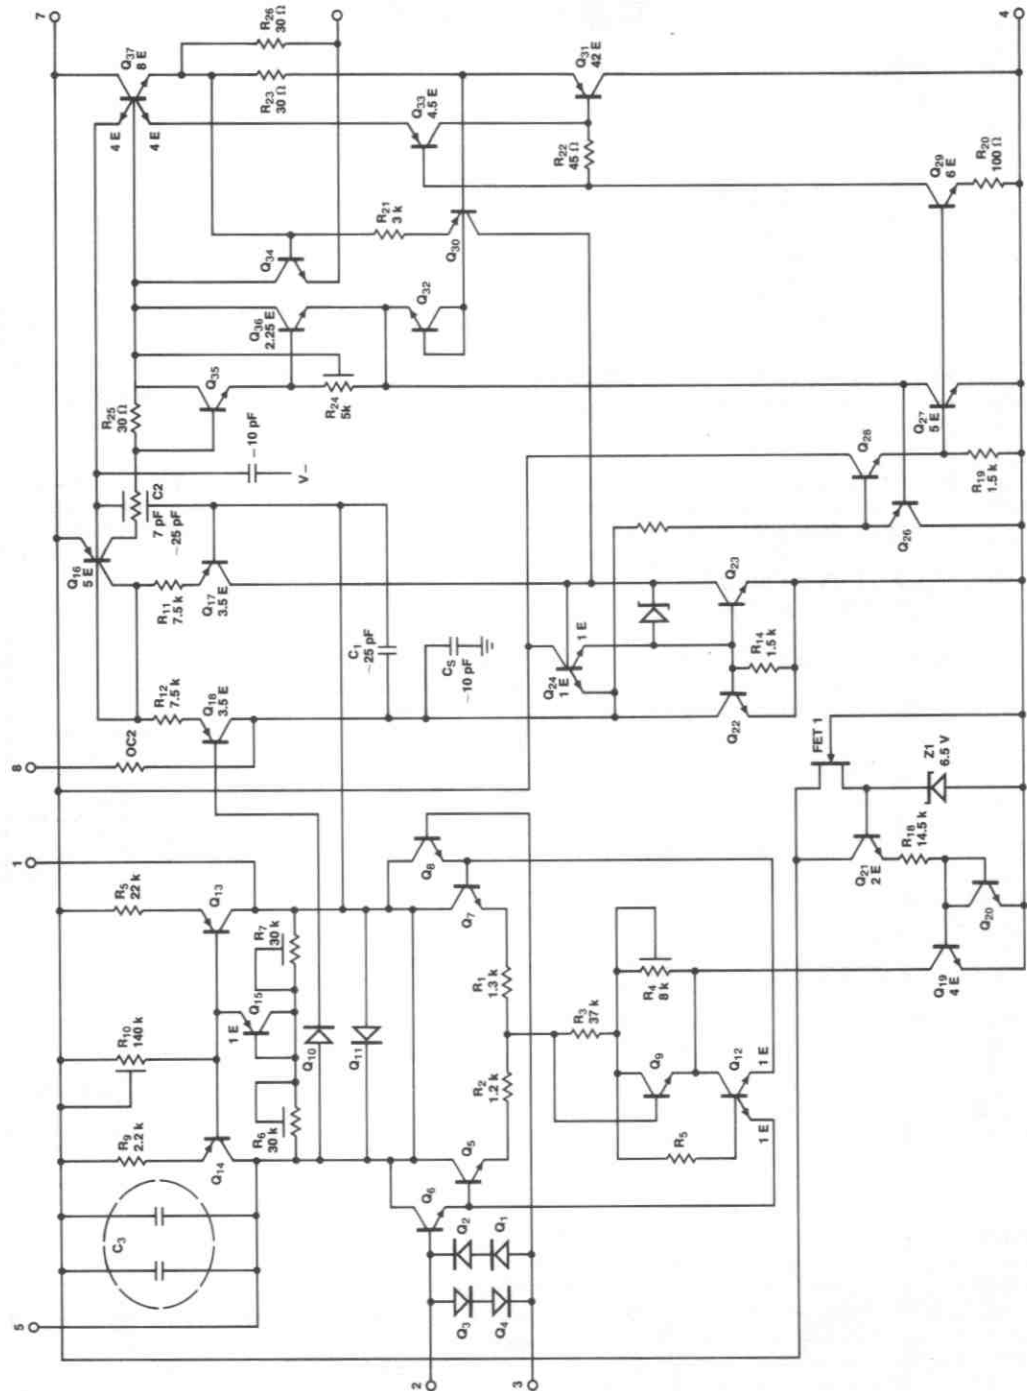 7
Q37
8 E
4 E
4 E
R26
30 Ω
R23
30 Ω
Q31
42 E
Q33
4.5 E
R22
45 Ω
Q29
6 E
R20
100 Ω
4
R21
3 k
Q30
Q34
Q36
2.25 E
Q32
Q35
R25
30 Ω
R24
5k
Q27
5 E
Q28
R19
1.5 k
Q26
~10 pF
V–
C2
7 pF
~25 pF
Q16
5 E
R11
7.5 k
Q17
3.5 E
Q23
R14
1.5 k
Q24
1 E
1 E
Q22
C1
~25 pF
CS
~10 pF
R12
7.5 k
Q18
3.5 E
OC2
8
FET 1
Z1
6.5 V
1
R5
22 k
Q13
R7
30 k
Q8
Q7
Q21
2 E
R18
14.5 k
Q20
Q19
4 E
R10
140 k
Q15
1 E
Q10
Q11
R1
1.3 k
R2
1.2 k
R3
37 k
R4
8 k
Q9
Q12
1 E
1 E
R5
R9
2.2 k
Q14
R6
30 k
Q5
Q6
C3
5
Q2
Q1
Q3
Q4
2
3